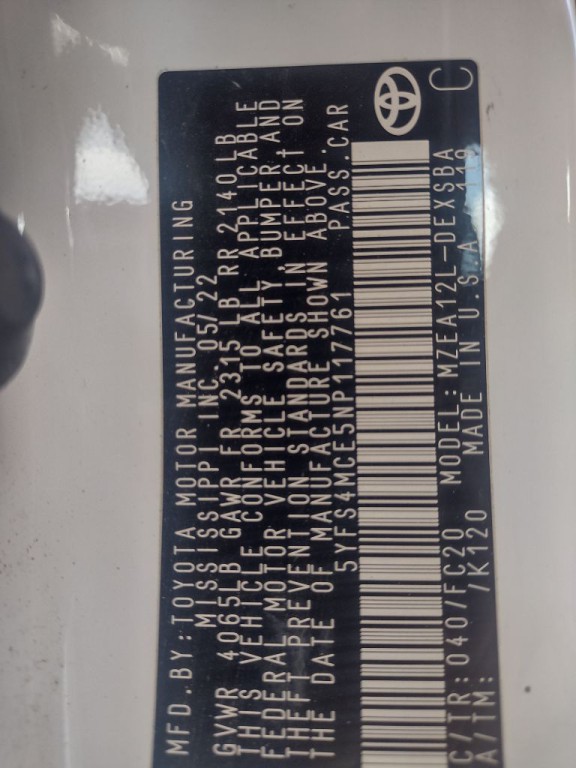 MFD.BY:TOYOTA MOTOR MANUFACTURING
MISSISSIPPI INC. 05/22
GVWR 4065LB GAWR FR 2315LB RR 2140LB
THIS VEHICLE CONFORMS TO ALL APPLICABLE
FEDERAL MOTOR VEHICLE SAFETY BUMPER AND
THEFT PREVENTION STANDARDS IN EFFECT ON
THE DATE OF MANUFACTURE SHOWN ABOVE.
5YFS4MCE5NP117761 PASS.CAR
C/TR:040/FC20 MODEL:MZEA12L-DEXSBA
A/TM: /K120 MADE IN U.S.A 119
C